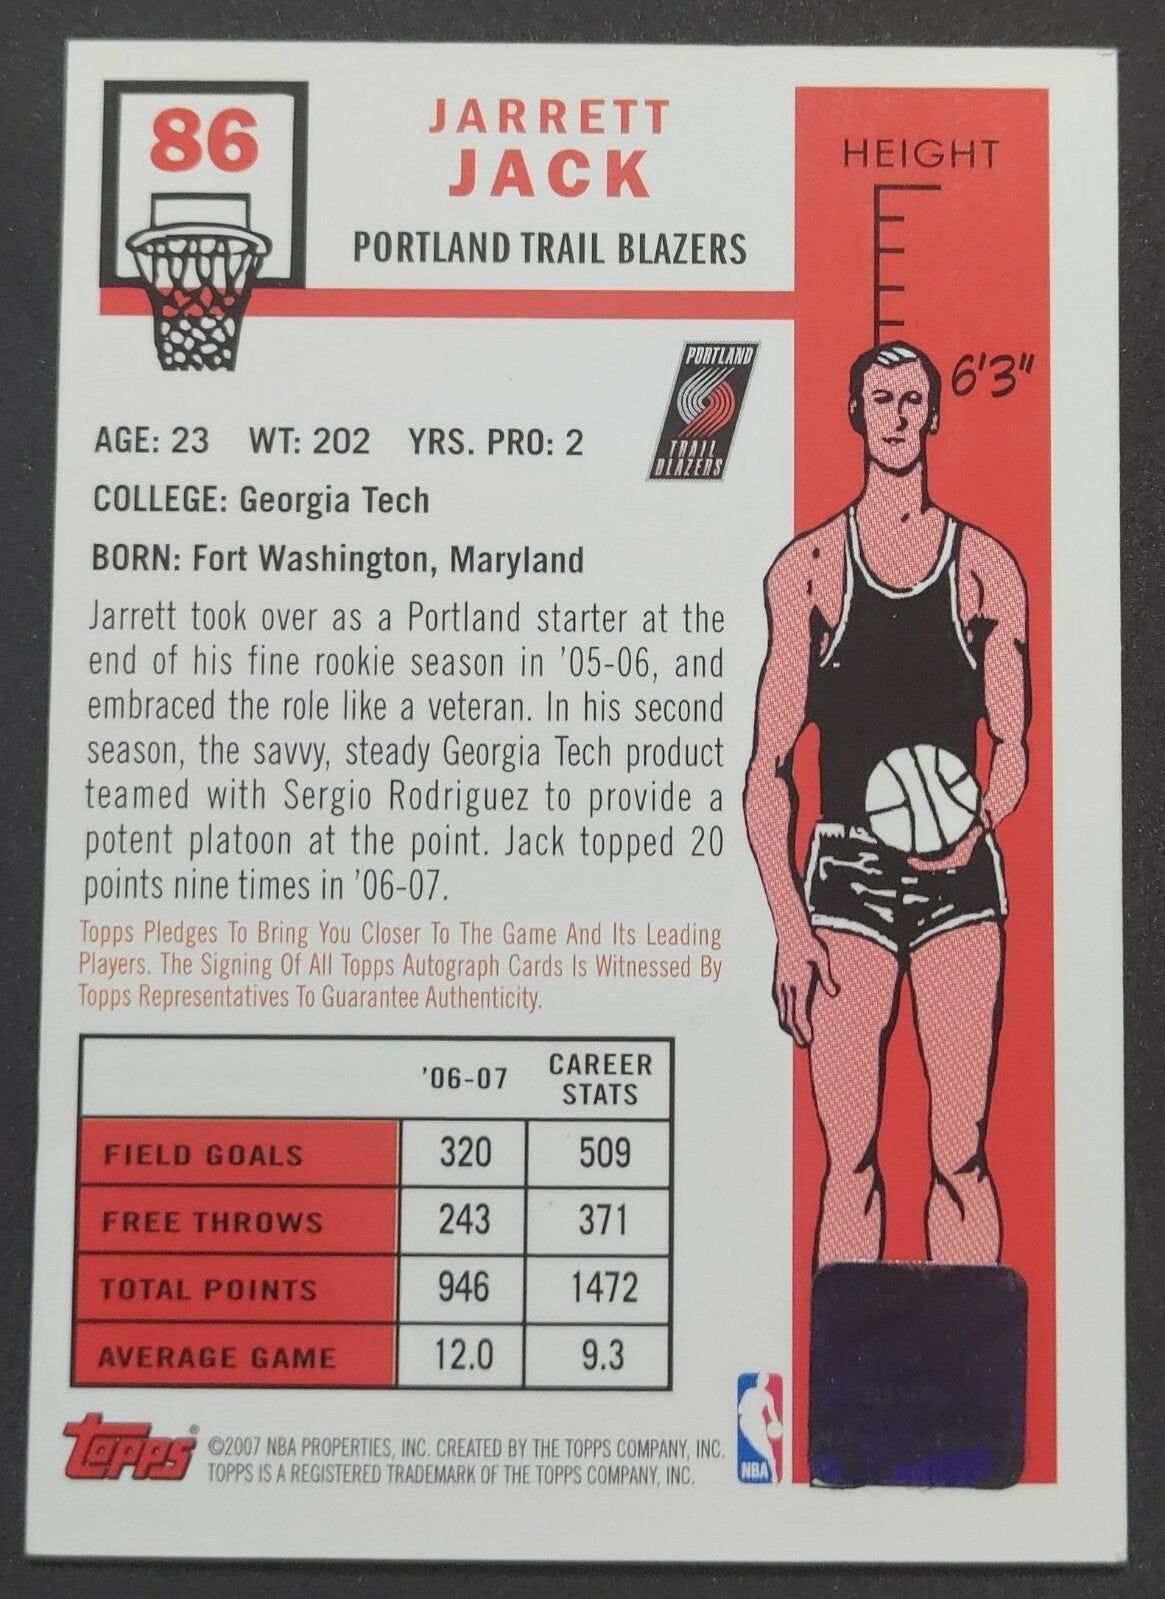 86
JARRETT
JACK
PORTLAND TRAIL BLAZERS
HEIGHT
6'3"
PORTLAND
TRAIL
BLAZERS
AGE: 23 WT: 202 YRS. PRO: 2
COLLEGE: Georgia Tech
BORN: Fort Washington, Maryland
Jarrett took over as a Portland starter at the
end of his fine rookie season in '05-06, and
embraced the role like a veteran. In his second
season, the savvy, steady Georgia Tech product
teamed with Sergio Rodriguez to provide a
potent platoon at the point. Jack topped 20
points nine times in '06-07.
Topps Pledges To Bring You Closer To The Game And Its Leading
Players. The Signing Of All Topps Autograph Cards Is Witnessed By
Topps Representatives To Guarantee Authenticity.
'06-07 CAREER STATS
FIELD GOALS 320 509
FREE THROWS 243 371
TOTAL POINTS 946 1472
AVERAGE GAME 12.0 9.3
Topps® ©2007 NBA PROPERTIES, INC. CREATED BY THE TOPPS COMPANY, INC.
TOPPS IS A REGISTERED TRADEMARK OF THE TOPPS COMPANY, INC.
NBA